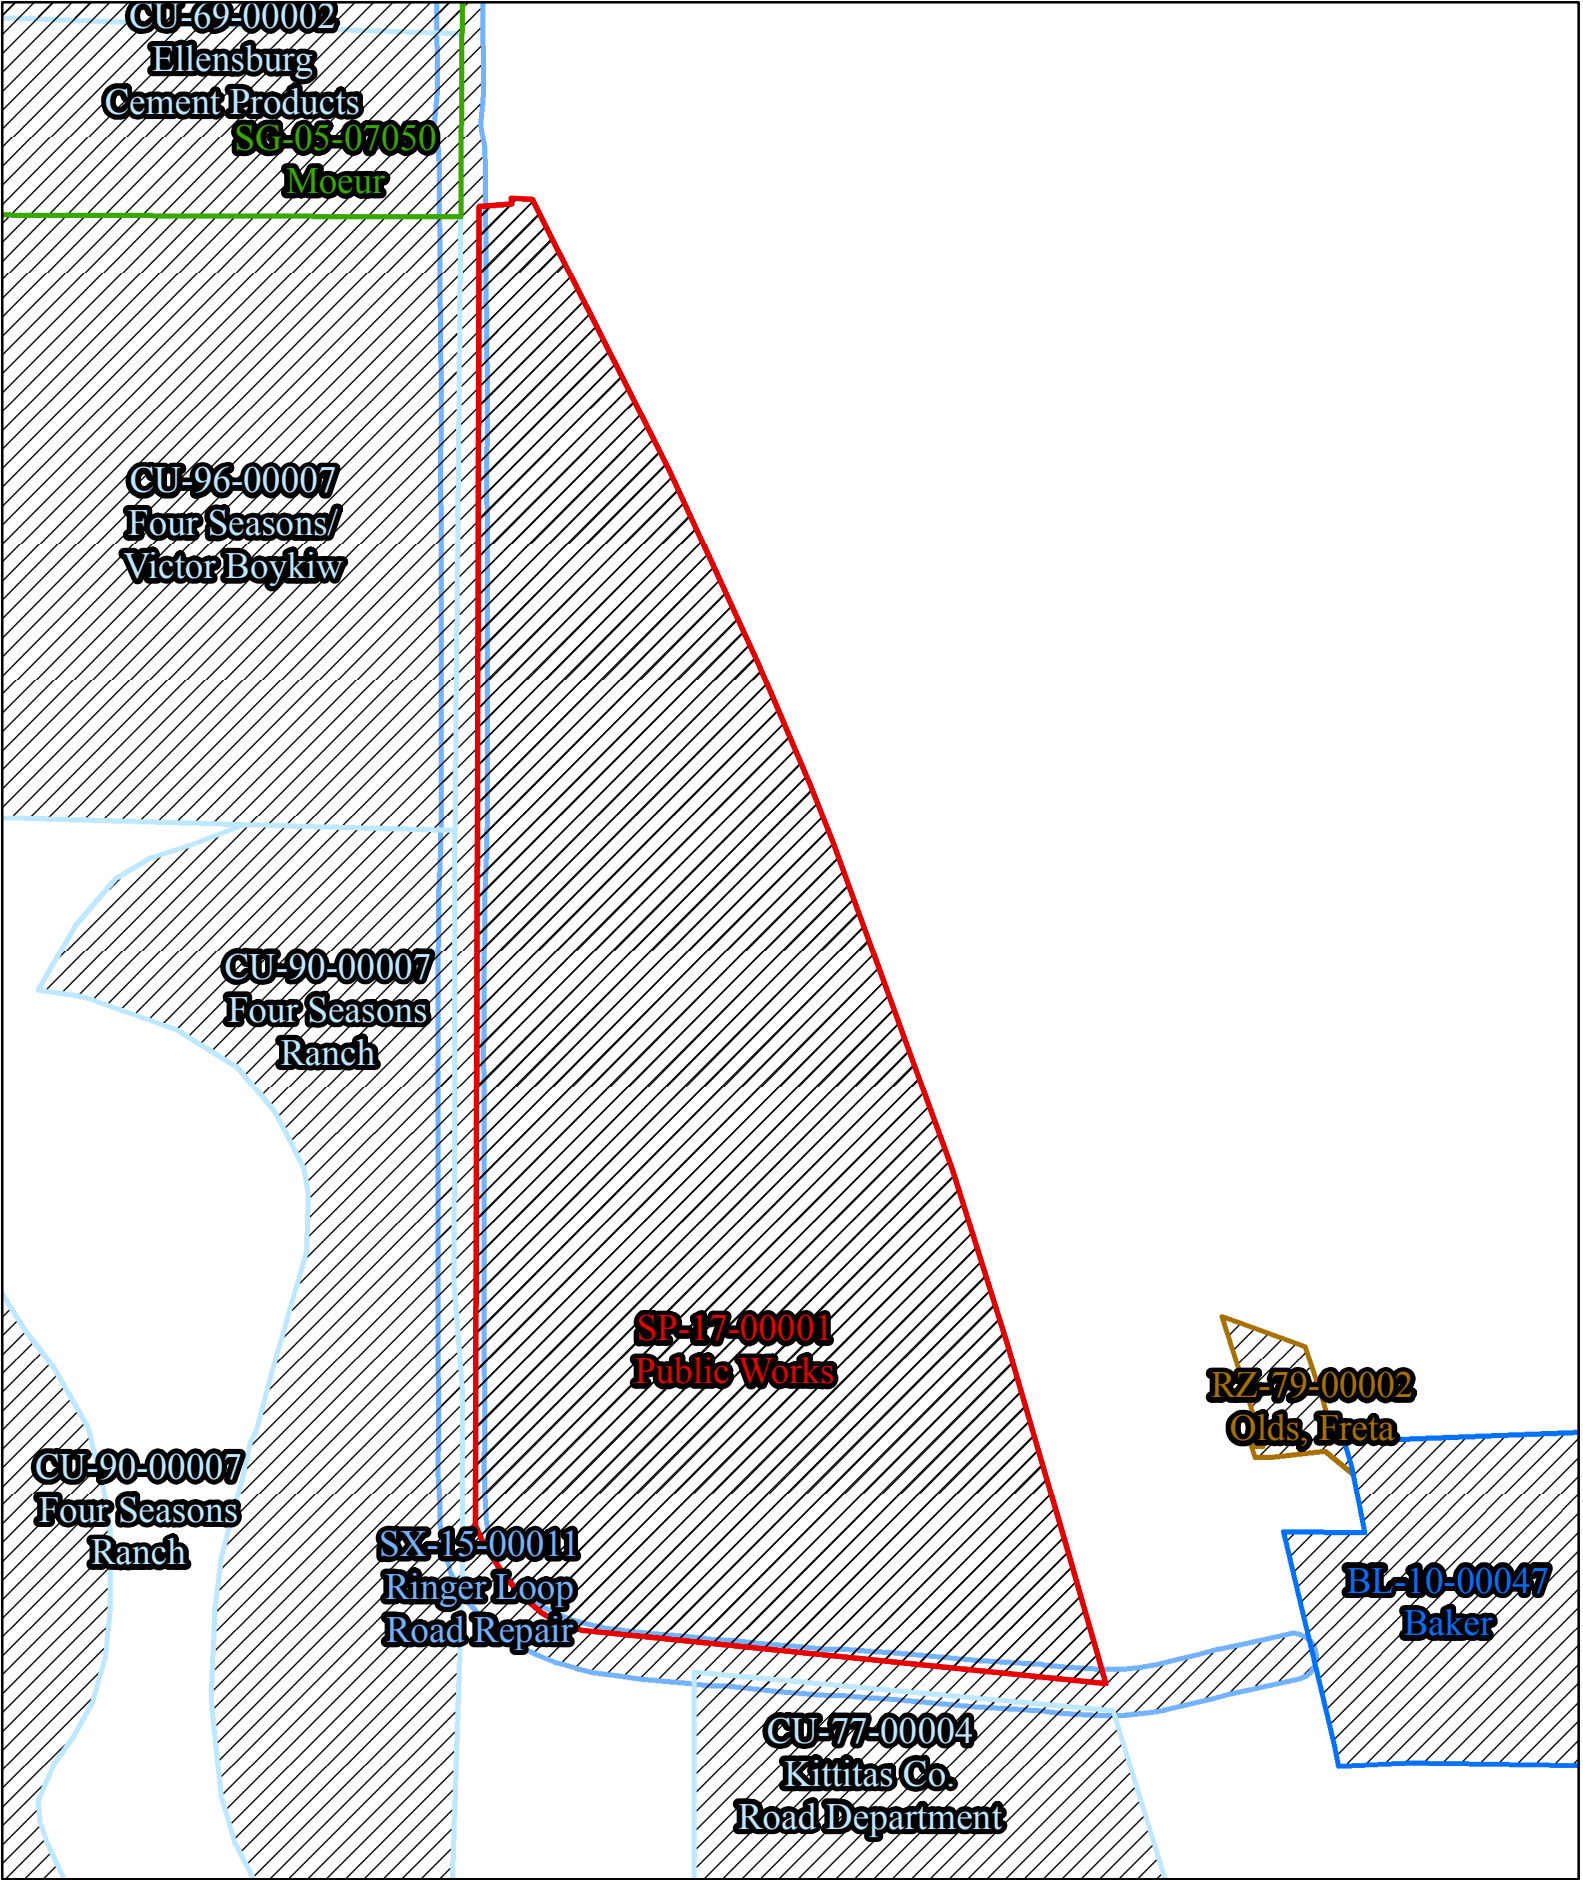 CU-69-00002
Ellensburg
Cement Products
SG-05-07050
Moeur
CU-96-00007
Four Seasons/
Victor Boykiw
CU-90-00007
Four Seasons
Ranch
SP-17-00001
Public Works
RZ-79-00002
Olds, Freta
CU-90-00007
Four Seasons
Ranch
SX-15-00011
Ringer Loop
Road Repair
BL-10-00047
Baker
CU-77-00004
Kittitas Co.
Road Department